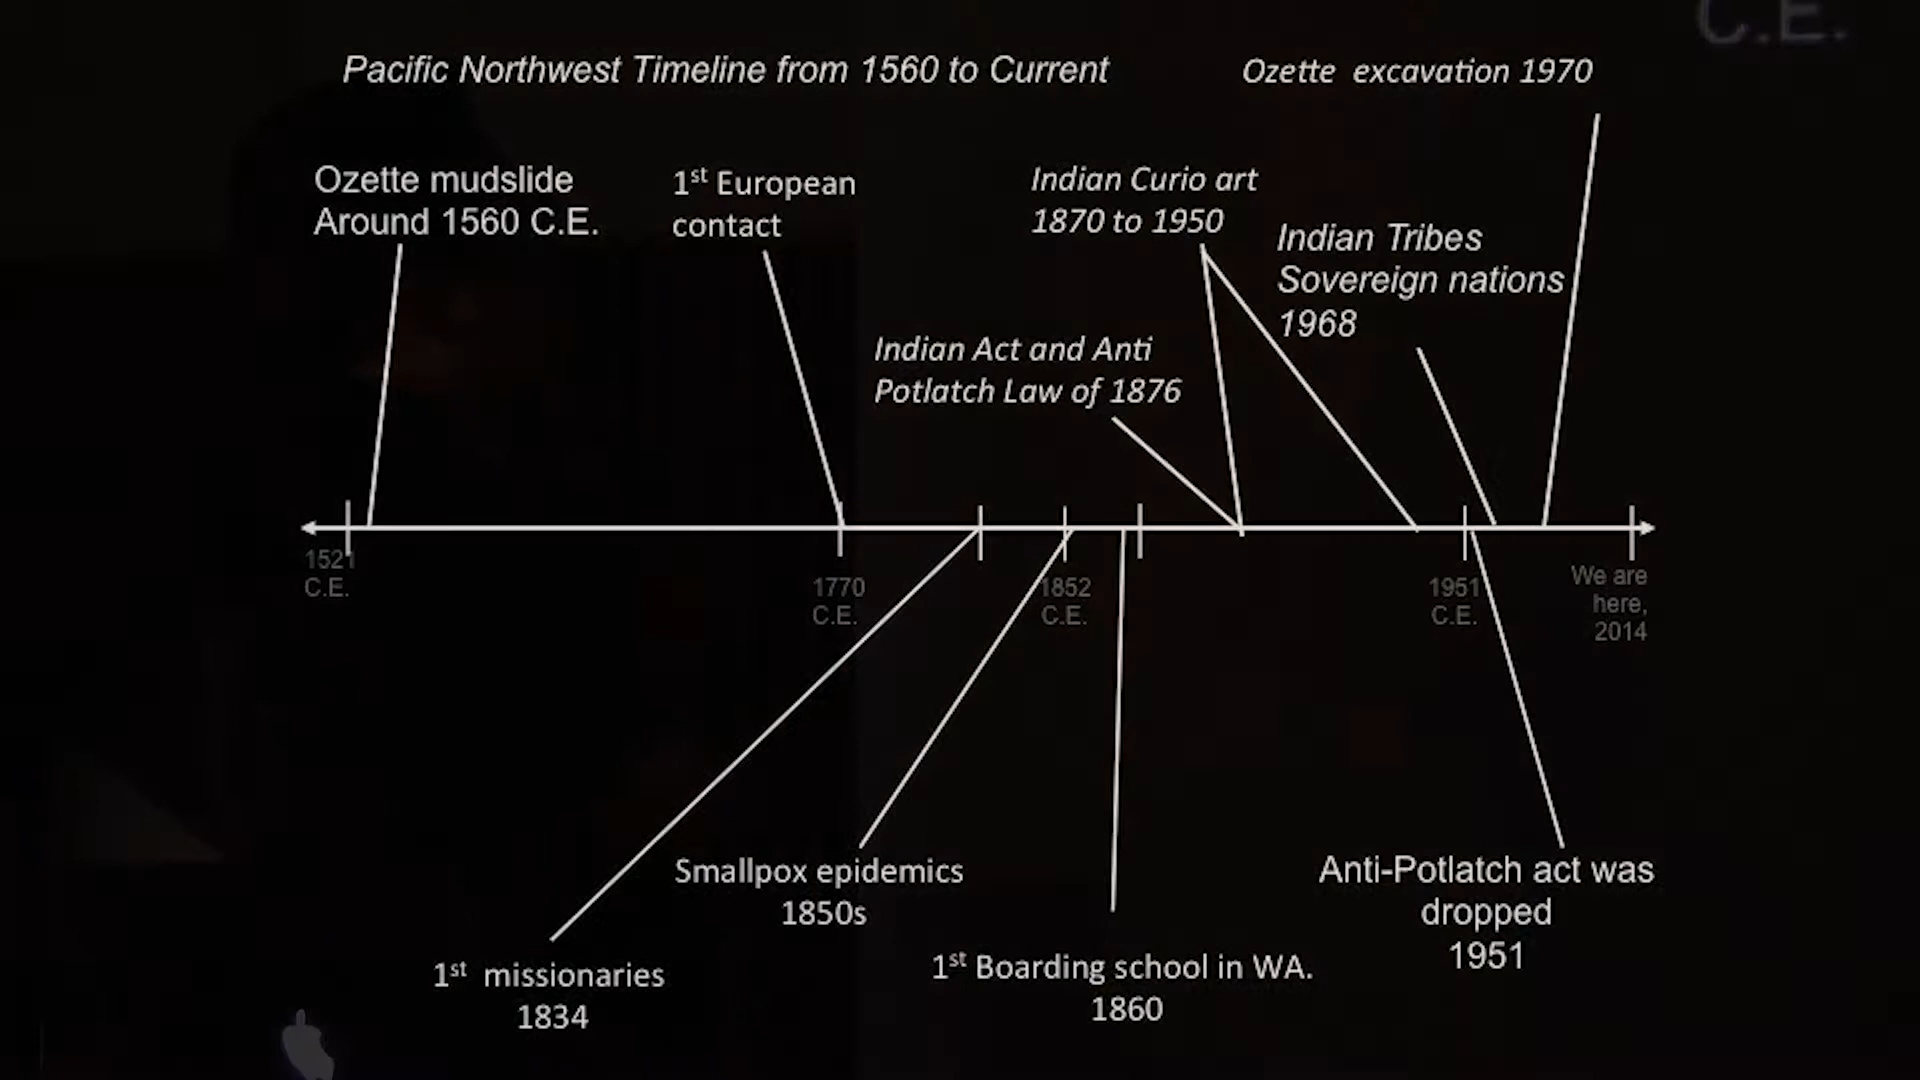 C.E.
Pacific Northwest Timeline from 1560 to Current
Ozette excavation 1970
Ozette mudslide
Around 1560 C.E.
1st European
contact
Indian Curio art
1870 to 1950
Indian Tribes
Sovereign nations
1968
Indian Act and Anti
Potlatch Law of 1876
1521
C.E.
1770
C.E.
1852
C.E.
1951
C.E.
We are
here,
2014
Smallpox epidemics
1850s
1st missionaries
1834
1st Boarding school in WA.
1860
Anti-Potlatch act was
dropped
1951